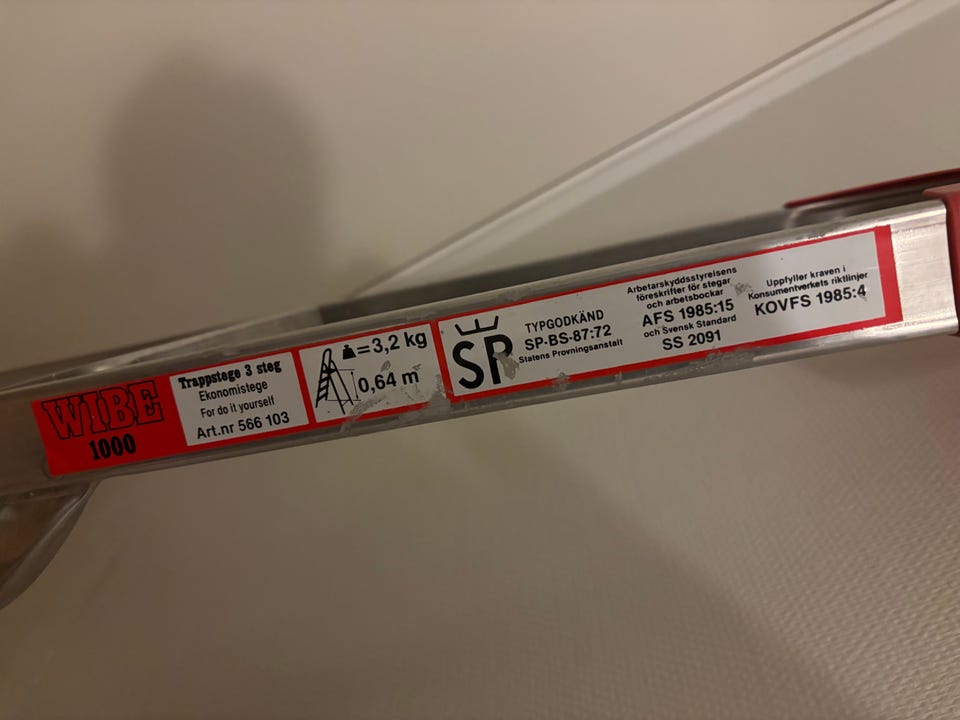 WIBE
1000
Trappstege 3 steg
Ekonomistege
For do it yourself
Art.nr 566 103
=3,2 kg
0,64 m
SP
TYPGODKÄND
SP-BS-87:72
Statens Provningsanstalt
Arbetarskyddsstyrelsens
föreskrifter för stegar
och arbetsbockar
AFS 1985:15
och Svensk Standard
SS 2091
Uppfyller kraven i
Konsumentverkets riktlinjer
KOVFS 1985:4